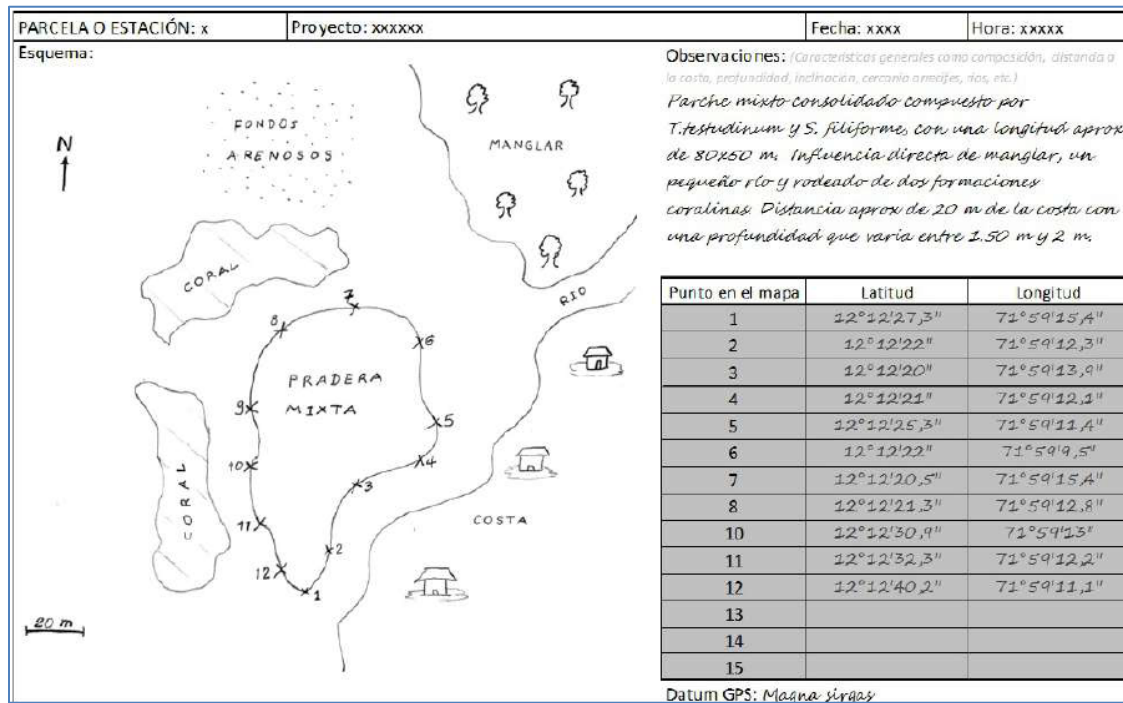 PARCELA O ESTACIÓN: x Proyecto: xxxxxx Fecha: xxxx Hora: xxxxx
Esquema:
N
FONDOS
ARENOSOS
MANGLAR
CORAL
RIO
7
8
6
PRADERA
MIXTA
9
5
10
4
3
CORAL
11
COSTA
2
12
1
20 m
Observaciones: (Características generales como composición, distancia a
la costa, profundidad, inclinación, cercanía arrecifes, rios, etc.)
Parche mixto consolidado compuesto por
T.testudinum y S. filiforme, con una longitud aprox
de 80x50 m. Influencia directa de manglar, un
pequeño río y rodeado de dos formaciones
coralinas. Distancia aprox de 20 m de la costa con
una profundidad que varia entre 1.50 m y 2 m.
Punto en el mapa Latitud Longitud
1 12°12'27,3" 71°59'15,4"
2 12°12'22" 71°59'12,3"
3 12°12'20" 71°59'13,9"
4 12°12'21" 71°59'12,1"
5 12°12'25,3" 71°59'11,4"
6 12°12'22" 71°59'9,5"
7 12°12'20,5" 71°59'15,4"
8 12°12'21,3" 71°59'12,8"
10 12°12'30,9" 71°59'13"
11 12°12'32,3" 71°59'12,2"
12 12°12'40,2" 71°59'11,1"
13
14
15
Datum GPS: Magna sirgas